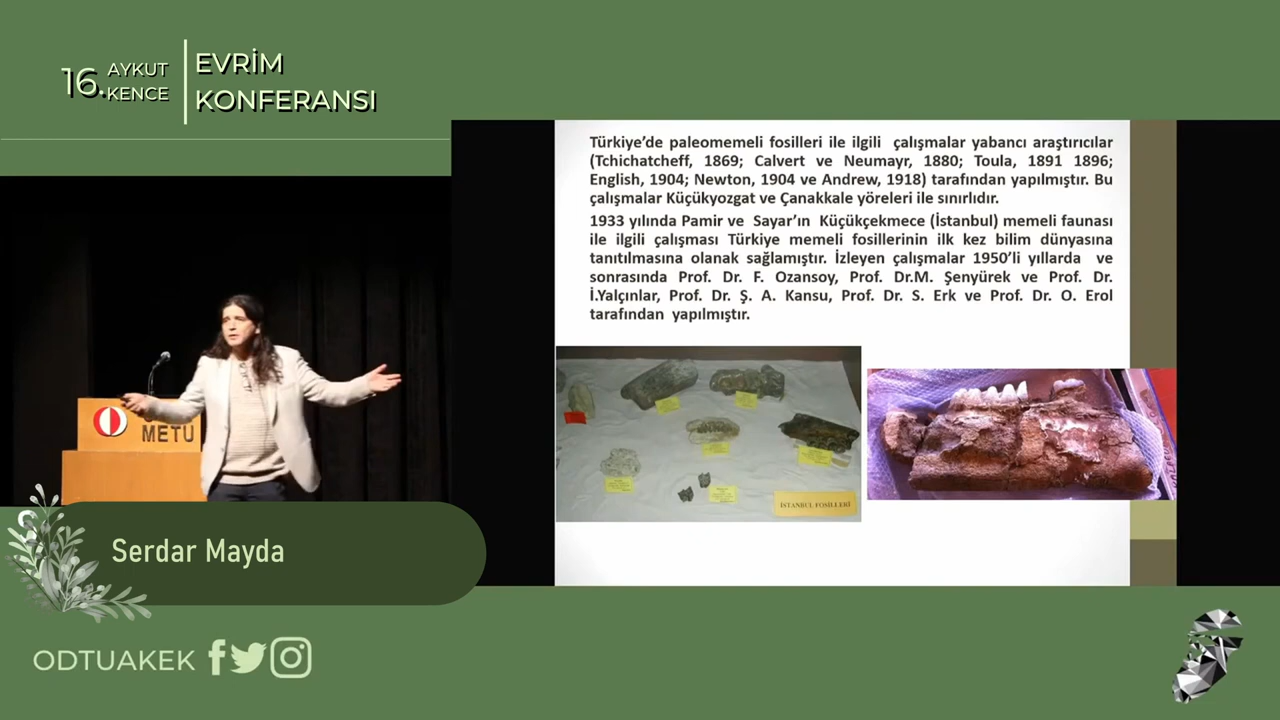 16. AYKUT KENCE
EVRİM
KONFERANSI
Türkiye’de paleomemeli fosilleri ile ilgili çalışmalar yabancı araştırıcılar
(Tchichatcheff, 1869; Calvert ve Neumayr, 1880; Toula, 1891 1896;
English, 1904; Newton, 1904 ve Andrew, 1918) tarafından yapılmıştır. Bu
çalışmalar Küçükyozgat ve Çanakkale yöreleri ile sınırlıdır.
1933 yılında Pamir ve Sayar’ın Küçükçekmece (İstanbul) memeli faunası
ile ilgili çalışması Türkiye memeli fosillerinin ilk kez bilim dünyasına
tanıtılmasına olanak sağlamıştır. İzleyen çalışmalar 1950’li yıllarda ve
sonrasında Prof. Dr. F. Ozansoy, Prof. Dr.M. Şenyürek ve Prof. Dr.
İ.Yalçınlar, Prof. Dr. Ş. A. Kansu, Prof. Dr. S. Erk ve Prof. Dr. O. Erol
tarafından yapılmıştır.
İSTANBUL FOSİLLERİ
METU
Serdar Mayda
ODTUAKEK